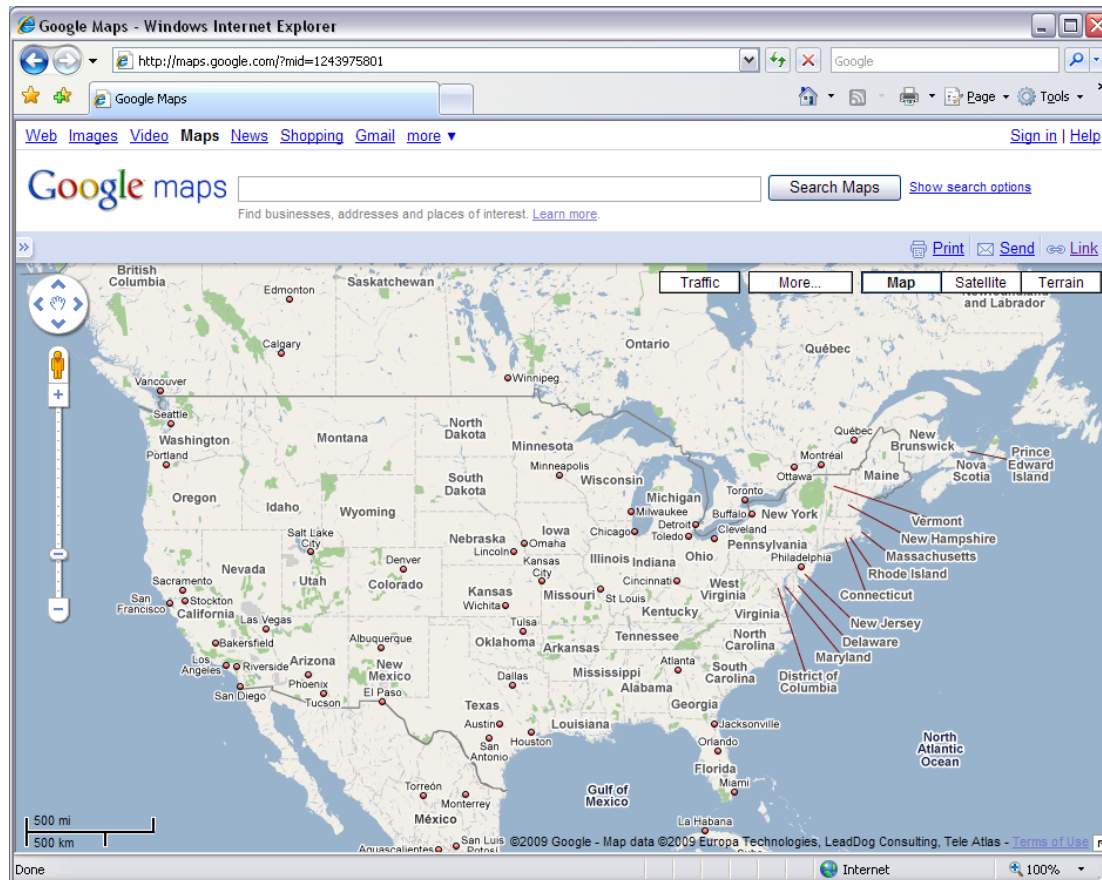 Google Maps - Windows Internet Explorer
http://maps.google.com/?mid=1243975801
Google
Google Maps
Page
Tools
Web Images Video Maps News Shopping Gmail more ▼
Sign in | Help
Google maps
Search Maps
Show search options
Find businesses, addresses and places of interest. Learn more.
»
Print
Send
Link
Traffic
More...
Map
Satellite
Terrain
British
Columbia
Edmonton
Saskatchewan
and Labrador
Calgary
Ontario
Québec
Winnipeg
Vancouver
Seattle
Washington
Portland
Montana
North
Dakota
Minnesota
Minneapolis
Québec
Montréal
Ottawa
New
Brunswick
Maine
Nova
Scotia
Prince
Edward
Island
Oregon
Idaho
Wyoming
South
Dakota
Wisconsin
Michigan
Milwaukee
Toronto
Buffalo
New York
Vermont
New Hampshire
Massachusetts
Rhode Island
Connecticut
Salt Lake
City
Nebraska
Lincoln
Iowa
Omaha
Chicago
Detroit
Toledo
Cleveland
Pennsylvania
Philadelphia
Nevada
Utah
Denver
Colorado
Kansas
City
Illinois
Indiana
Ohio
Cincinnati
West
Virginia
Sacramento
San
Francisco
Stockton
California
Las Vegas
Kansas
Wichita
Missouri
St Louis
Kentucky
Virginia
New Jersey
Delaware
Maryland
District of
Columbia
Bakersfield
Los
Angeles
Riverside
Arizona
Phoenix
San Diego
Tucson
Albuquerque
New
Mexico
El Paso
Tulsa
Oklahoma
Arkansas
Tennessee
North
Carolina
Atlanta
South
Carolina
Dallas
Mississippi
Alabama
Georgia
Texas
Austin
San
Antonio
Houston
Louisiana
Jacksonville
Orlando
Florida
Miami
North
Atlantic
Ocean
Gulf of
Mexico
Torreón
Monterrey
México
La Habana
Aguascalientes
San Luis
Potosí
500 mi
500 km
©2009 Google - Map data ©2009 Europa Technologies, LeadDog Consulting, Tele Atlas - Terms of Use
Done
Internet
100%